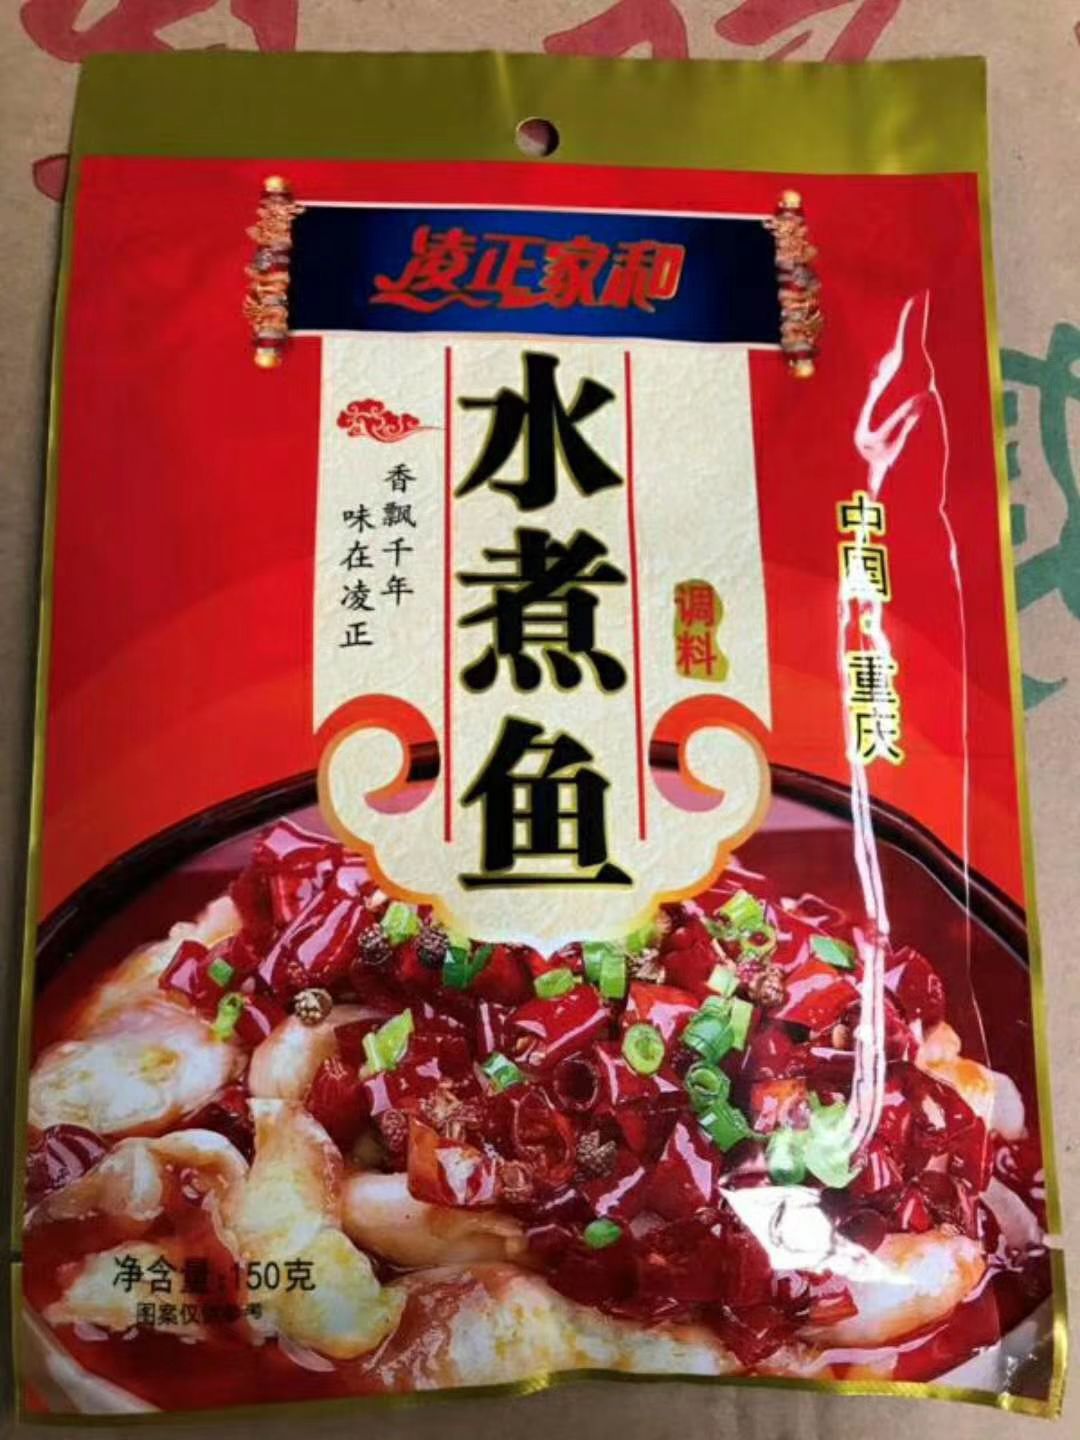 凌正家和
水煮鱼
调料
香飘千年
味在凌正
中国·重庆
净含量:150克
图案仅供参考